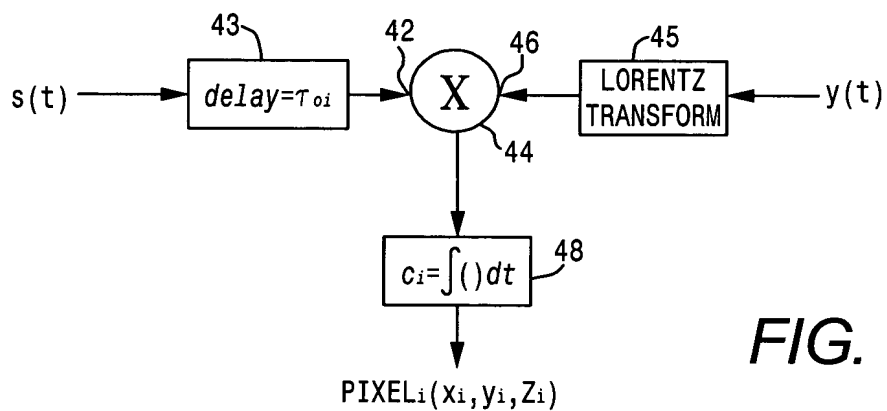 43
42
46
45
s(t)
delay=τoi
X
LORENTZ
TRANSFORM
y(t)
44
ci=∫()dt
48
FIG.
PIXELi(xi,yi,Zi)